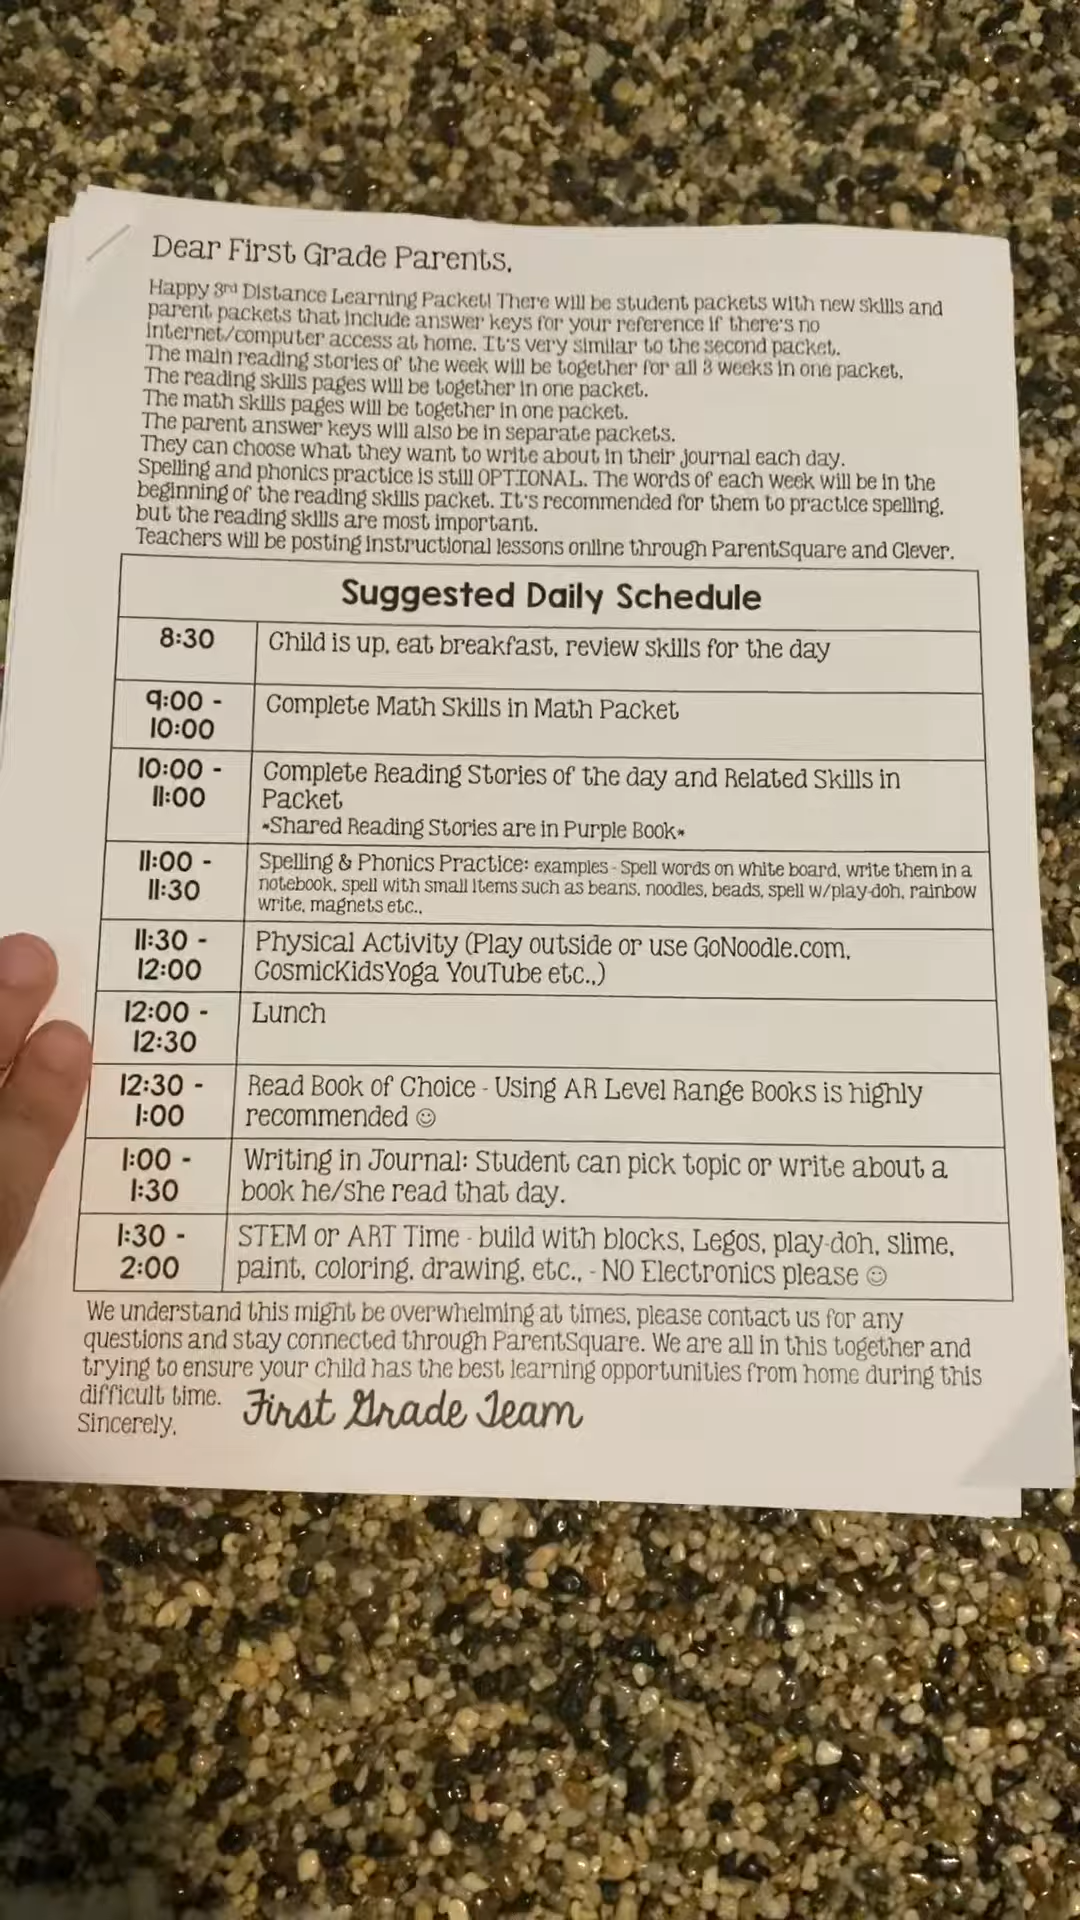 Dear First Grade Parents,
Happy 3rd Distance Learning Packet! There will be student packets with new skills and
parent packets that include answer keys for your reference if there's no
internet/computer access at home. It's very similar to the second packet.
The main reading stories of the week will be together for all 3 weeks in one packet.
The reading skills pages will be together in one packet.
The math skills pages will be together in one packet.
The parent answer keys will also be in separate packets.
They can choose what they want to write about in their journal each day.
Spelling and phonics practice is still OPTIONAL. The words of each week will be in the
beginning of the reading skills packet. It's recommended for them to practice spelling,
but the reading skills are most important.
Teachers will be posting instructional lessons online through ParentSquare and Clever.
Suggested Daily Schedule
8:30 Child is up, eat breakfast, review skills for the day
9:00 - Complete Math Skills in Math Packet
10:00
10:00 - Complete Reading Stories of the day and Related Skills in
11:00 Packet
*Shared Reading Stories are in Purple Book*
11:00 - Spelling & Phonics Practice: examples - Spell words on white board, write them in a
11:30 notebook, spell with small items such as beans, noodles, beads, spell w/play-doh, rainbow
write, magnets etc.,
11:30 - Physical Activity (Play outside or use GoNoodle.com,
12:00 CosmicKidsYoga YouTube etc.,)
12:00 - Lunch
12:30
12:30 - Read Book of Choice - Using AR Level Range Books is highly
1:00 recommended ☺
1:00 - Writing in Journal: Student can pick topic or write about a
1:30 book he/she read that day.
1:30 - STEM or ART Time - build with blocks, Legos, play-doh, slime,
2:00 paint, coloring, drawing, etc., - NO Electronics please ☺
We understand this might be overwhelming at times, please contact us for any
questions and stay connected through ParentSquare. We are all in this together and
trying to ensure your child has the best learning opportunities from home during this
difficult time.
Sincerely, First Grade Team